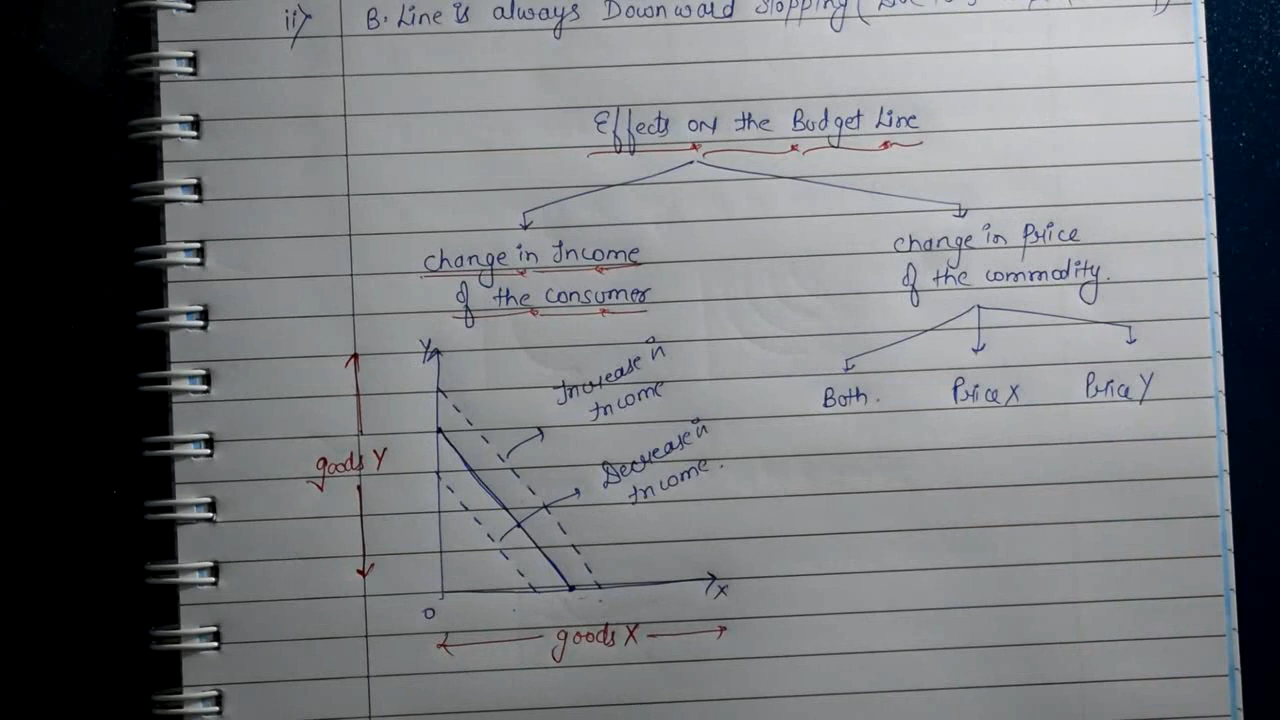 ii) B. Line is always Downward Slopping (
Effects on the Budget Line
change in Income
of the consumer
change in Price
of the commodity.
Both.
Price X
Price Y
Y
Increase in
Income
Decrease in
Income.
goods Y
O
X
goods X